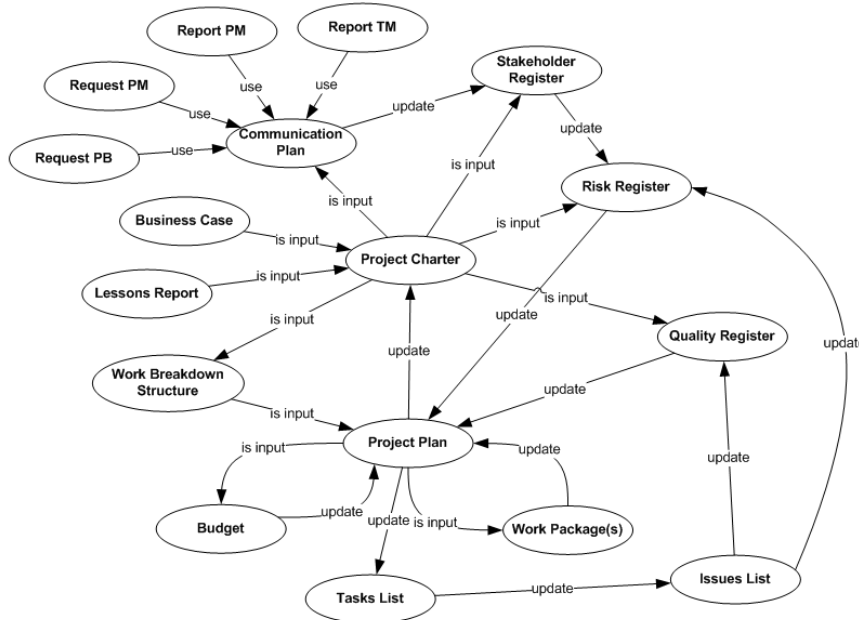 Report PM
Report TM
Request PM
Stakeholder
Register
use
use
use
update
Communication
Plan
update
Request PB
use
Risk Register
is input
is input
Business Case
is input
is input
Project Charter
Lessons Report
is input
is input
is input
update
Quality Register
update
update
Work Breakdown
Structure
update
is input
Project Plan
is input
update
update
Budget
update
update
is input
Work Package(s)
Tasks List
update
Issues List